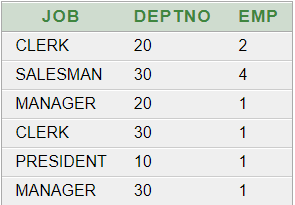 JOB DEPTNO EMP
CLERK 20 2
SALESMAN 30 4
MANAGER 20 1
CLERK 30 1
PRESIDENT 10 1
MANAGER 30 1